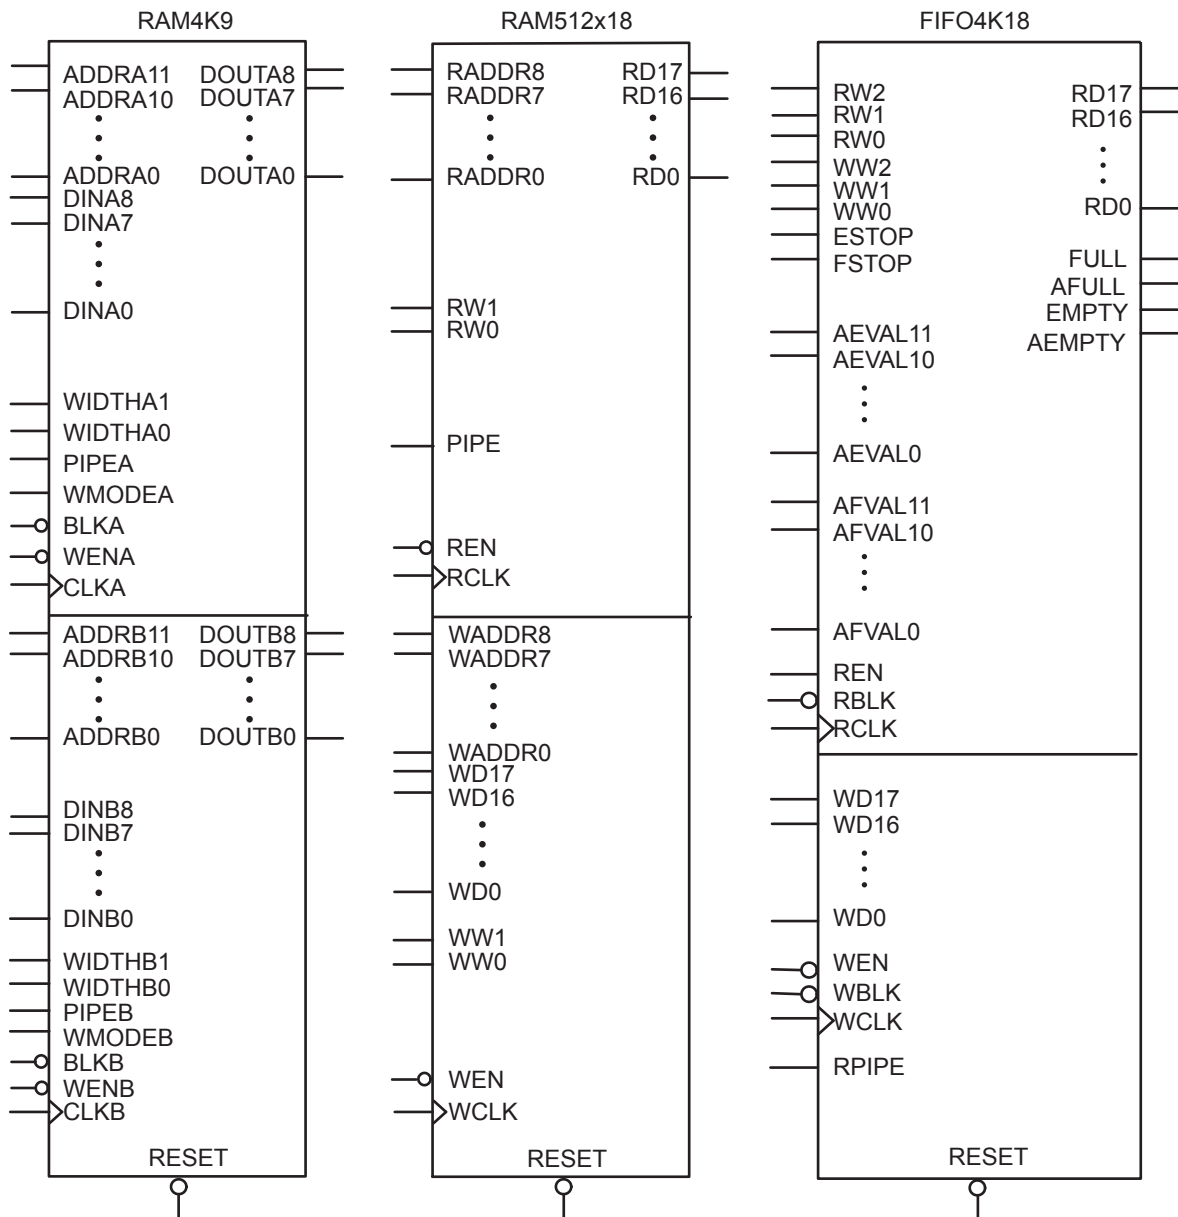 RAM4K9
ADDRA11 DOUTA8
ADDRA10 DOUTA7
ADDRA0 DOUTA0
DINA8
DINA7
DINA0
WIDTHA1
WIDTHA0
PIPEA
WMODEA
BLKA
WENA
CLKA
ADDRB11 DOUTB8
ADDRB10 DOUTB7
ADDRB0 DOUTB0
DINB8
DINB7
DINB0
WIDTHB1
WIDTHB0
PIPEB
WMODEB
BLKB
WENB
CLKB
RESET
RAM512x18
RADDR8 RD17
RADDR7 RD16
RADDR0 RD0
RW1
RW0
PIPE
REN
RCLK
WADDR8
WADDR7
WADDR0
WD17
WD16
WD0
WW1
WW0
WEN
WCLK
RESET
FIFO4K18
RW2 RD17
RW1 RD16
RW0
WW2
WW1
WW0 RD0
ESTOP
FSTOP FULL
AFULL
EMPTY
AEVAL11 AEMPTY
AEVAL10
AEVAL0
AFVAL11
AFVAL10
AFVAL0
REN
RBLK
RCLK
WD17
WD16
WD0
WEN
WBLK
WCLK
RPIPE
RESET